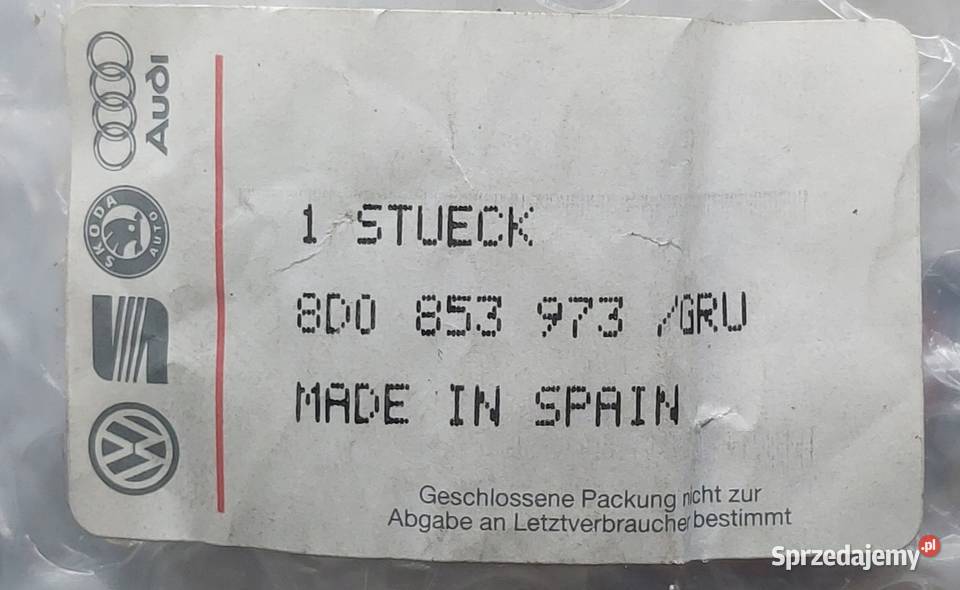 Audi
SKODA AUTO
1 STUECK
8D0 853 973 /GRU
MADE IN SPAIN
Geschlossene Packung nicht zur
Abgabe an Letztverbraucher bestimmt
Sprzedajemy.pl